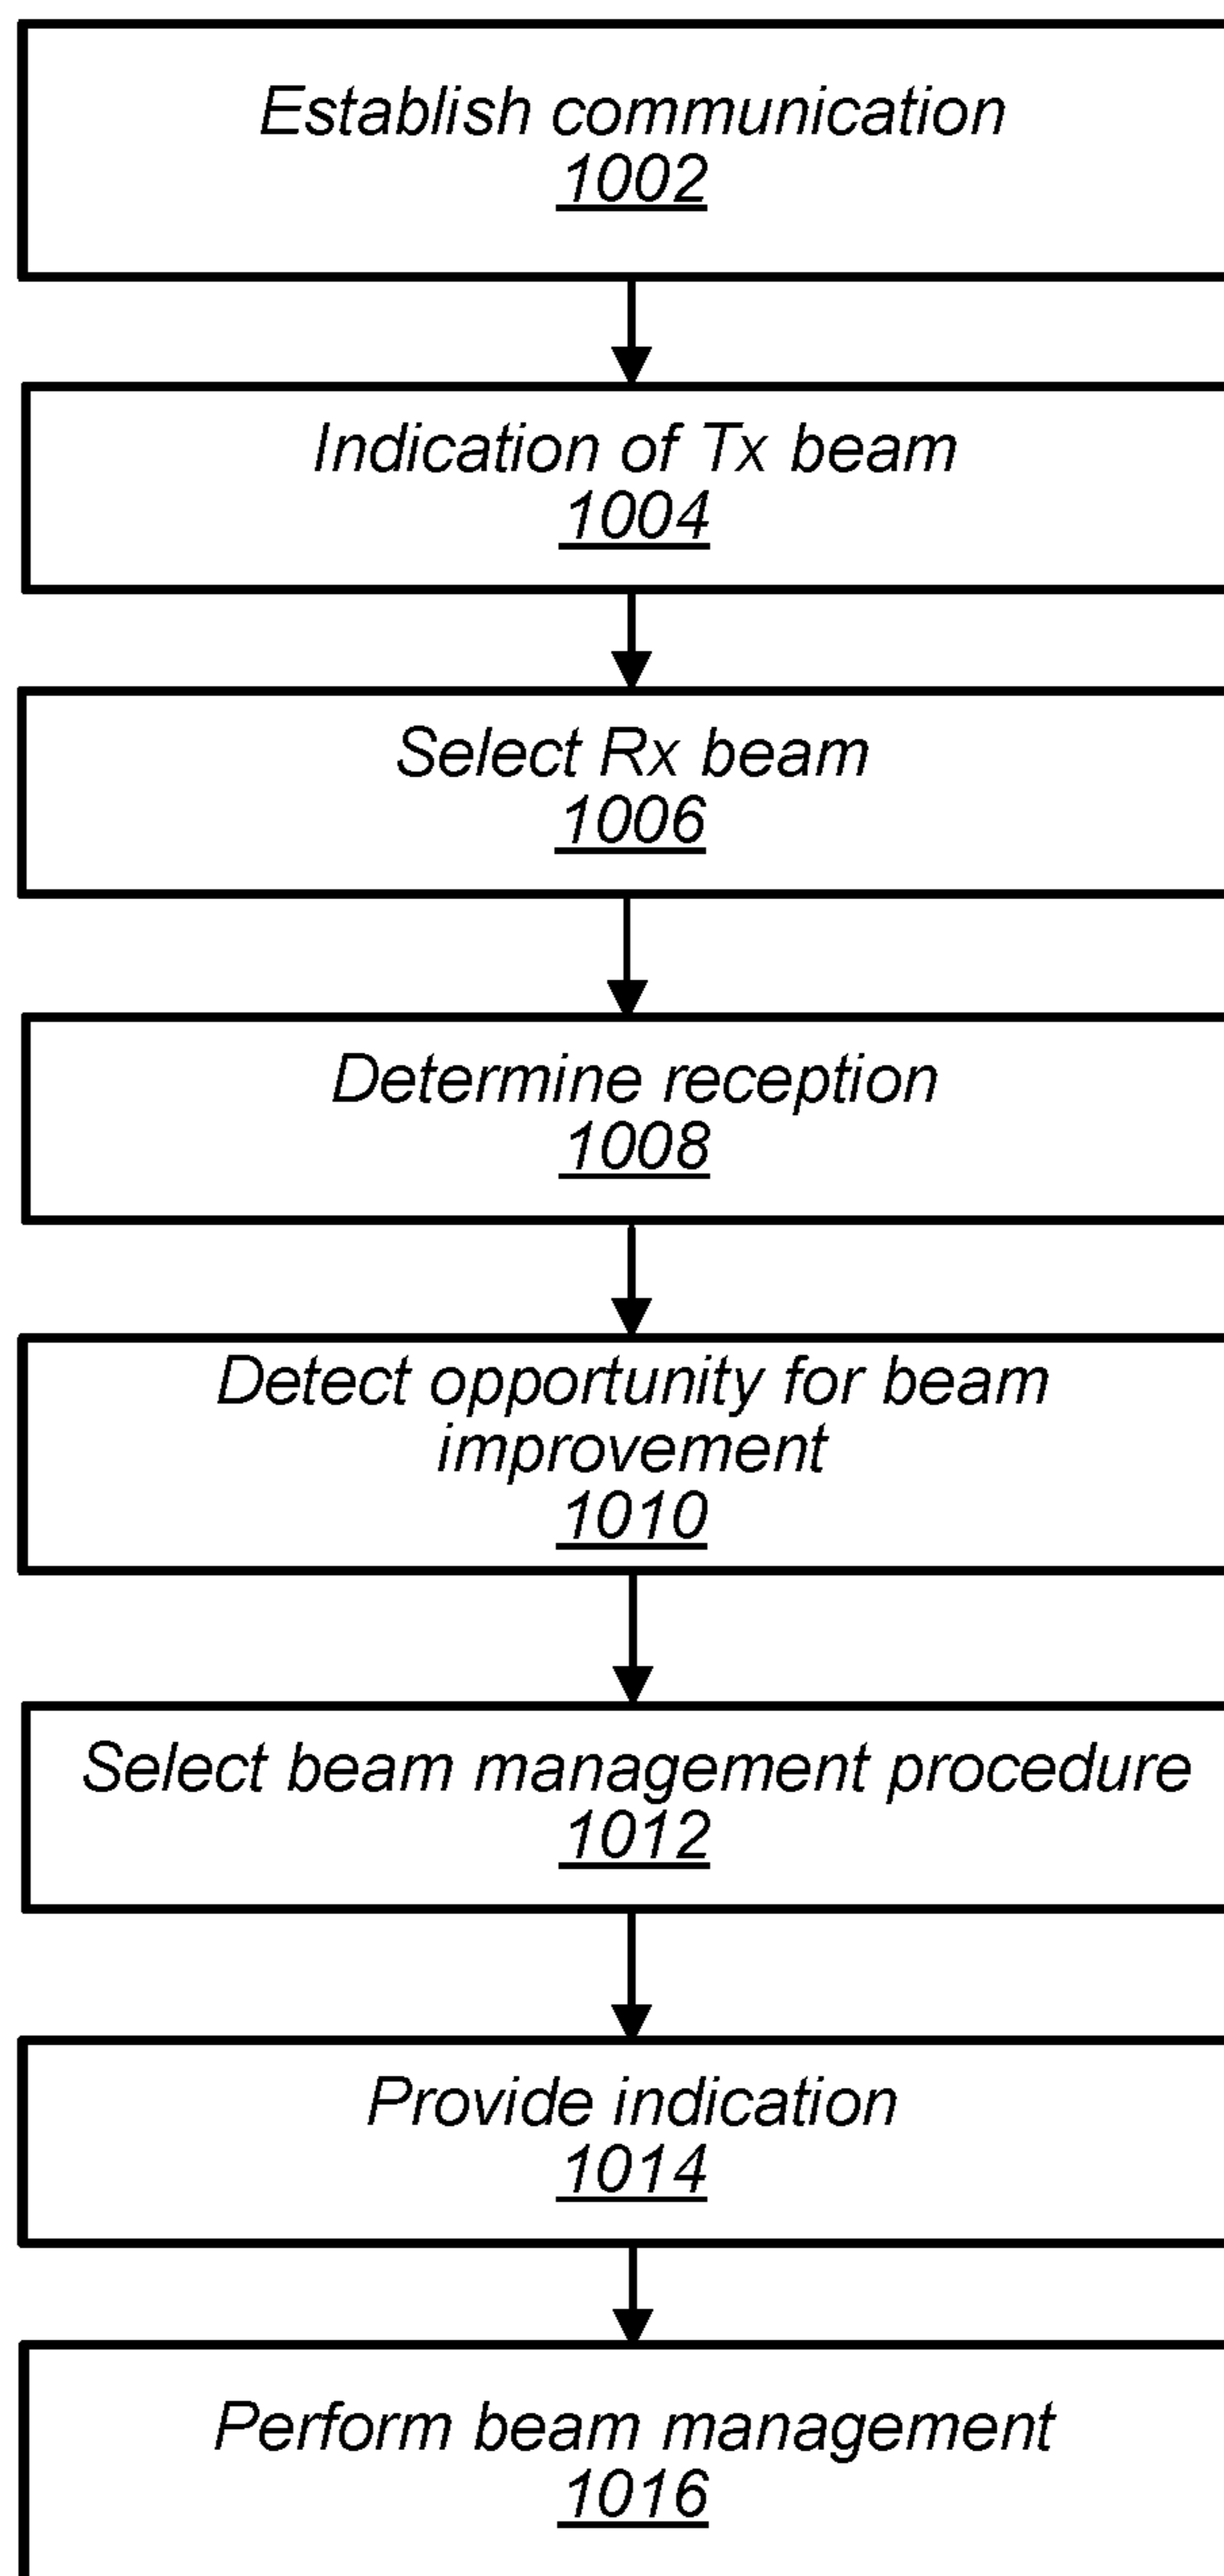 Establish communication
1002
Indication of Tx beam
1004
Select Rx beam
1006
Determine reception
1008
Detect opportunity for beam
improvement
1010
Select beam management procedure
1012
Provide indication
1014
Perform beam management
1016